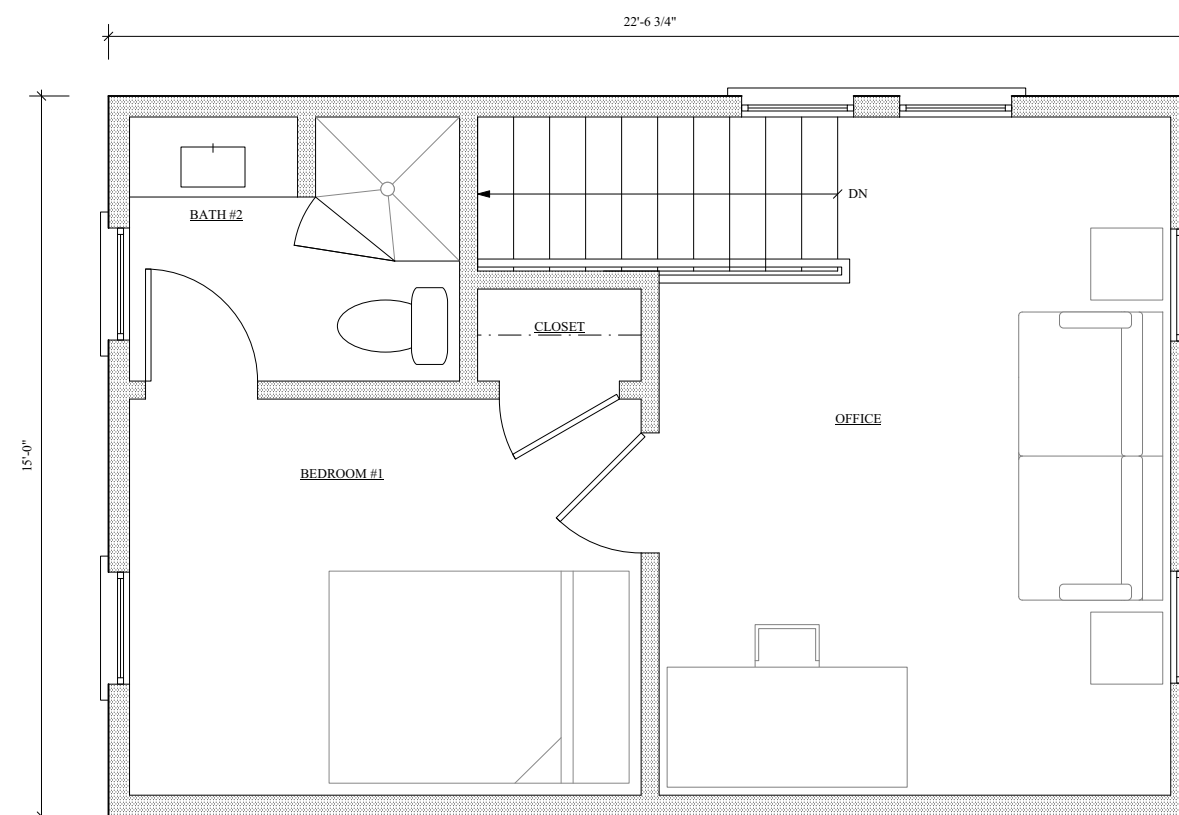 22'-6 3/4"
DN
BATH #2
CLOSET
OFFICE
15'-0"
BEDROOM #1